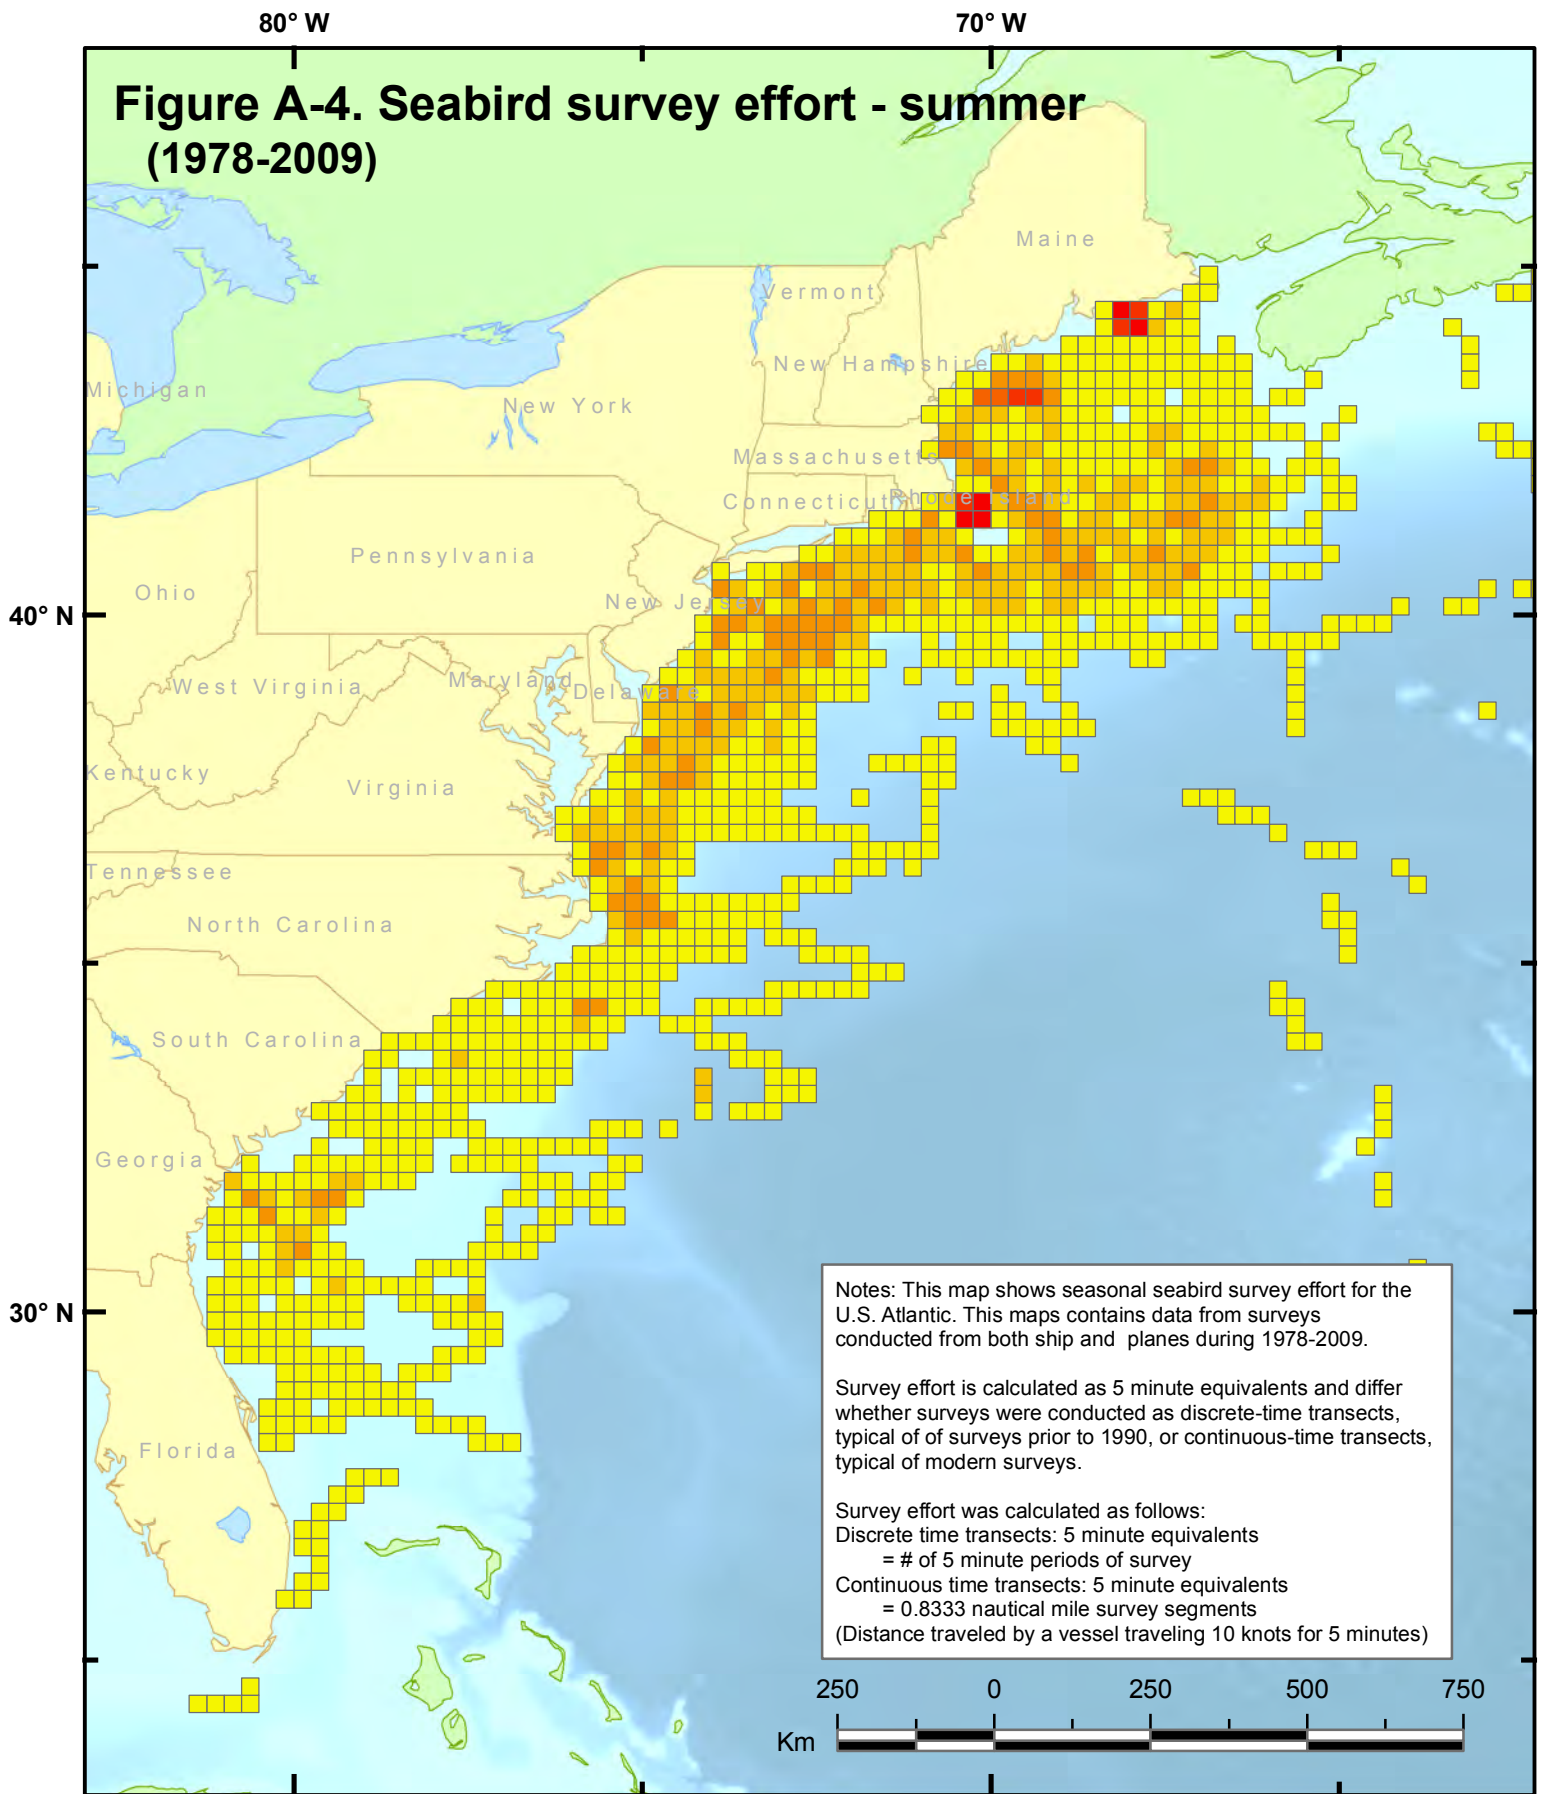 80° W
70° W
Figure A-4. Seabird survey effort - summer
(1978-2009)
Maine
Vermont
New Hampshire
Michigan
New York
Massachusetts
Connecticut
Rhode Island
Pennsylvania
Ohio
New Jersey
40° N
West Virginia
Maryland
Delaware
Kentucky
Virginia
Tennessee
North Carolina
South Carolina
Georgia
30° N
Florida
Notes: This map shows seasonal seabird survey effort for the
U.S. Atlantic. This maps contains data from surveys
conducted from both ship and planes during 1978-2009.
Survey effort is calculated as 5 minute equivalents and differ
whether surveys were conducted as discrete-time transects,
typical of of surveys prior to 1990, or continuous-time transects,
typical of modern surveys.
Survey effort was calculated as follows:
Discrete time transects: 5 minute equivalents
= # of 5 minute periods of survey
Continuous time transects: 5 minute equivalents
= 0.8333 nautical mile survey segments
(Distance traveled by a vessel traveling 10 knots for 5 minutes)
250 0 250 500 750
Km